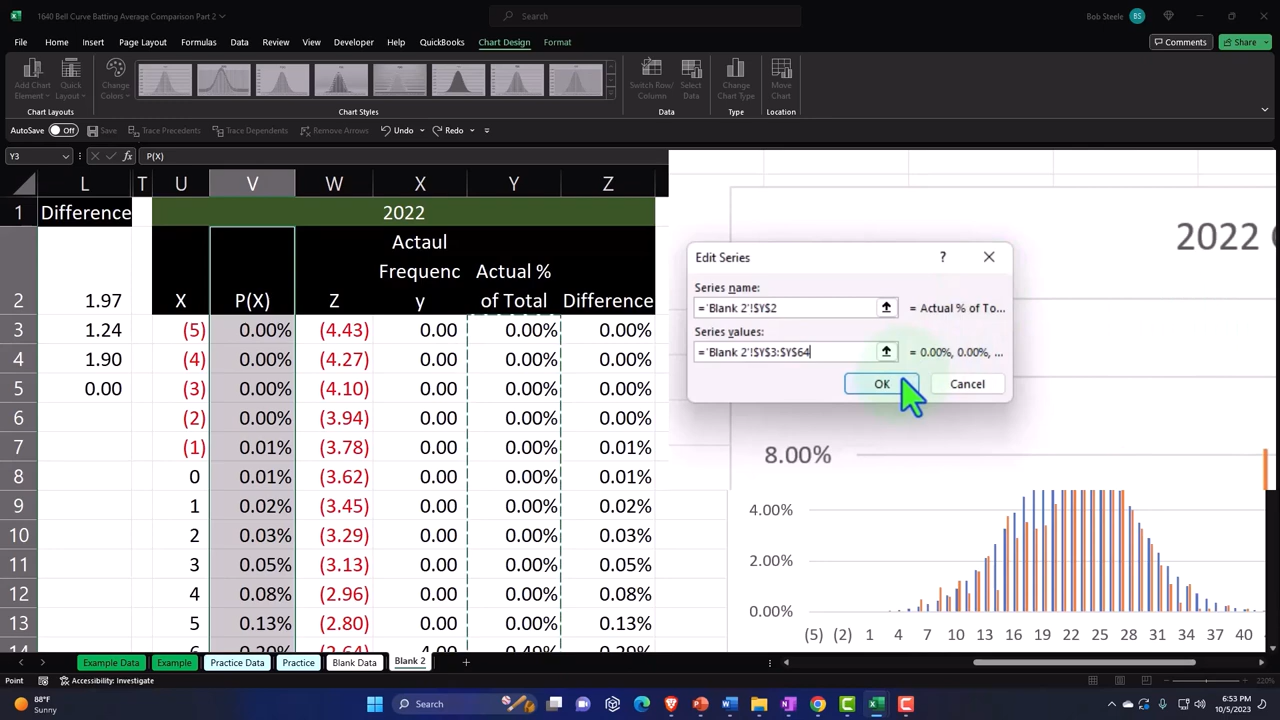 1640 Bell Curve Batting Average Comparison Part 2
Search
Bob Steele BS
File Home Insert Page Layout Formulas Data Review View Developer Help QuickBooks Chart Design Format
Comments Share
Add Chart Element Quick Layout Change Colors Switch Row/Column Select Data Change Chart Type Move Chart
Chart Layouts Chart Styles Data Type Location
AutoSave Off Save Trace Precedents Trace Dependents Remove Arrows Undo Redo
Y3 fx P(X)
L T U V W X Y Z
1 Difference 2022
2 1.97 X P(X) Z Actaul Frequency Actual % of Total Difference
3 1.24 (5) 0.00% (4.43) 0.00 0.00% 0.00%
4 1.90 (4) 0.00% (4.27) 0.00 0.00% 0.00%
5 0.00 (3) 0.00% (4.10) 0.00 0.00% 0.00%
6 (2) 0.00% (3.94) 0.00 0.00% 0.00%
7 (1) 0.01% (3.78) 0.00 0.00% 0.01%
8 0 0.01% (3.62) 0.00 0.00% 0.01%
9 1 0.02% (3.45) 0.00 0.00% 0.02%
10 2 0.03% (3.29) 0.00 0.00% 0.03%
11 3 0.05% (3.13) 0.00 0.00% 0.05%
12 4 0.08% (2.96) 0.00 0.00% 0.08%
13 5 0.13% (2.80) 0.00 0.00% 0.13%
2022
Edit Series ?
Series name:
='Blank 2'!$Y$2 = Actual % of To...
Series values:
='Blank 2'!$Y$3:$Y$64 = 0.00%, 0.00%, ...
OK Cancel
8.00%
4.00%
2.00%
0.00%
(5) (2) 1 4 7 10 13 16 19 22 25 28 31 34 37 40
Example Data Example Practice Data Practice Blank Data Blank 2
Point Accessibility: Investigate 220%
88°F
Sunny
Search
6:53 PM
10/5/2023